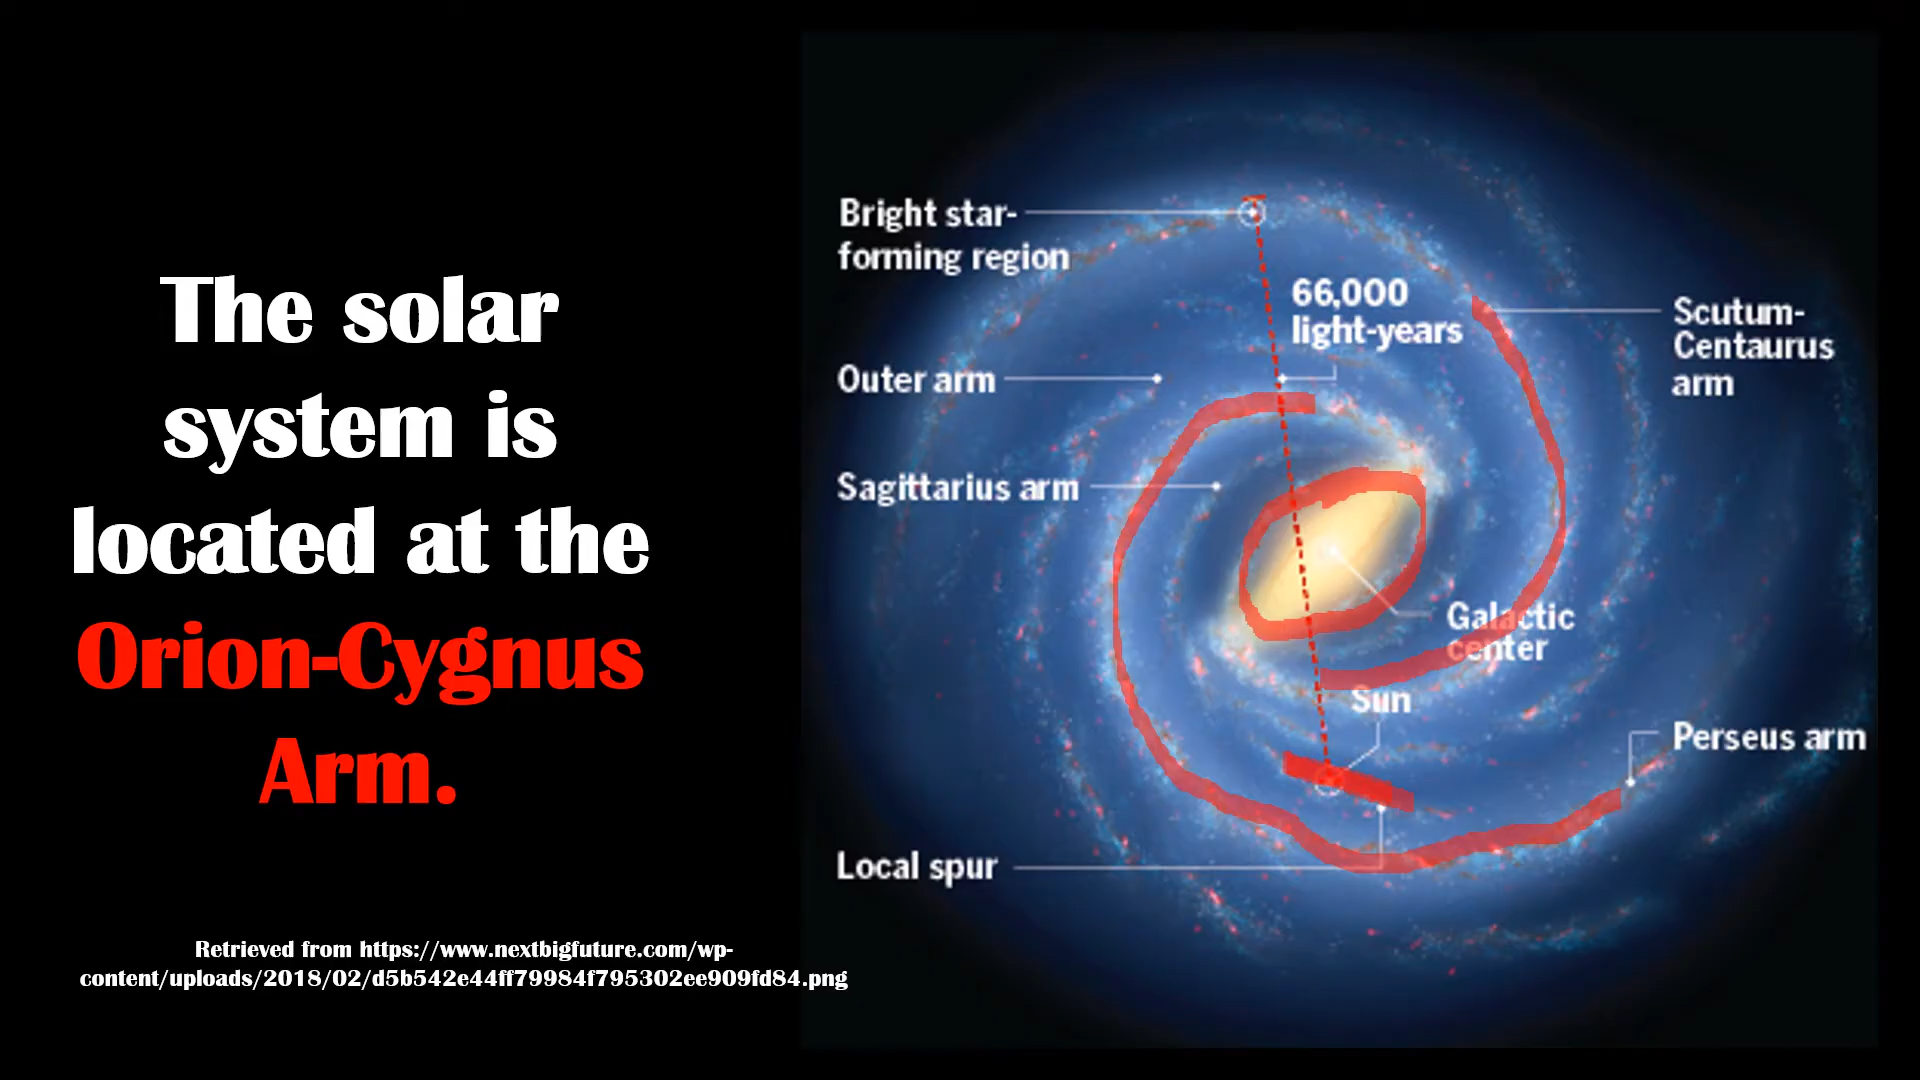 The solar
system is
located at the
Orion-Cygnus
Arm.
Retrieved from https://www.nextbigfuture.com/wp-
content/uploads/2018/02/d5b542e44ff79984f795302ee909fd84.png
Bright star-
forming region
66,000
light-years
Scutum-
Centaurus
arm
Outer arm
Sagittarius arm
Galactic
center
Sun
Perseus arm
Local spur